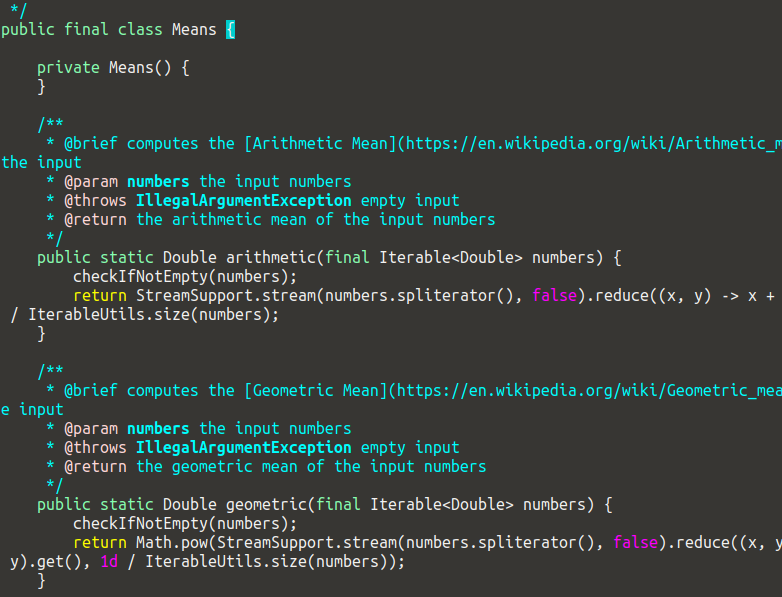 */
public final class Means {
    private Means() {
    }
    /**
     * @brief computes the [Arithmetic Mean](https://en.wikipedia.org/wiki/Arithmetic_m
the input
     * @param numbers the input numbers
     * @throws IllegalArgumentException empty input
     * @return the arithmetic mean of the input numbers
     */
    public static Double arithmetic(final Iterable<Double> numbers) {
        checkIfNotEmpty(numbers);
        return StreamSupport.stream(numbers.spliterator(), false).reduce((x, y) -> x +
 / IterableUtils.size(numbers);
    }
    /**
     * @brief computes the [Geometric Mean](https://en.wikipedia.org/wiki/Geometric_mea
e input
     * @param numbers the input numbers
     * @throws IllegalArgumentException empty input
     * @return the geometric mean of the input numbers
     */
    public static Double geometric(final Iterable<Double> numbers) {
        checkIfNotEmpty(numbers);
        return Math.pow(StreamSupport.stream(numbers.spliterator(), false).reduce((x, y
 y).get(), 1d / IterableUtils.size(numbers));
    }